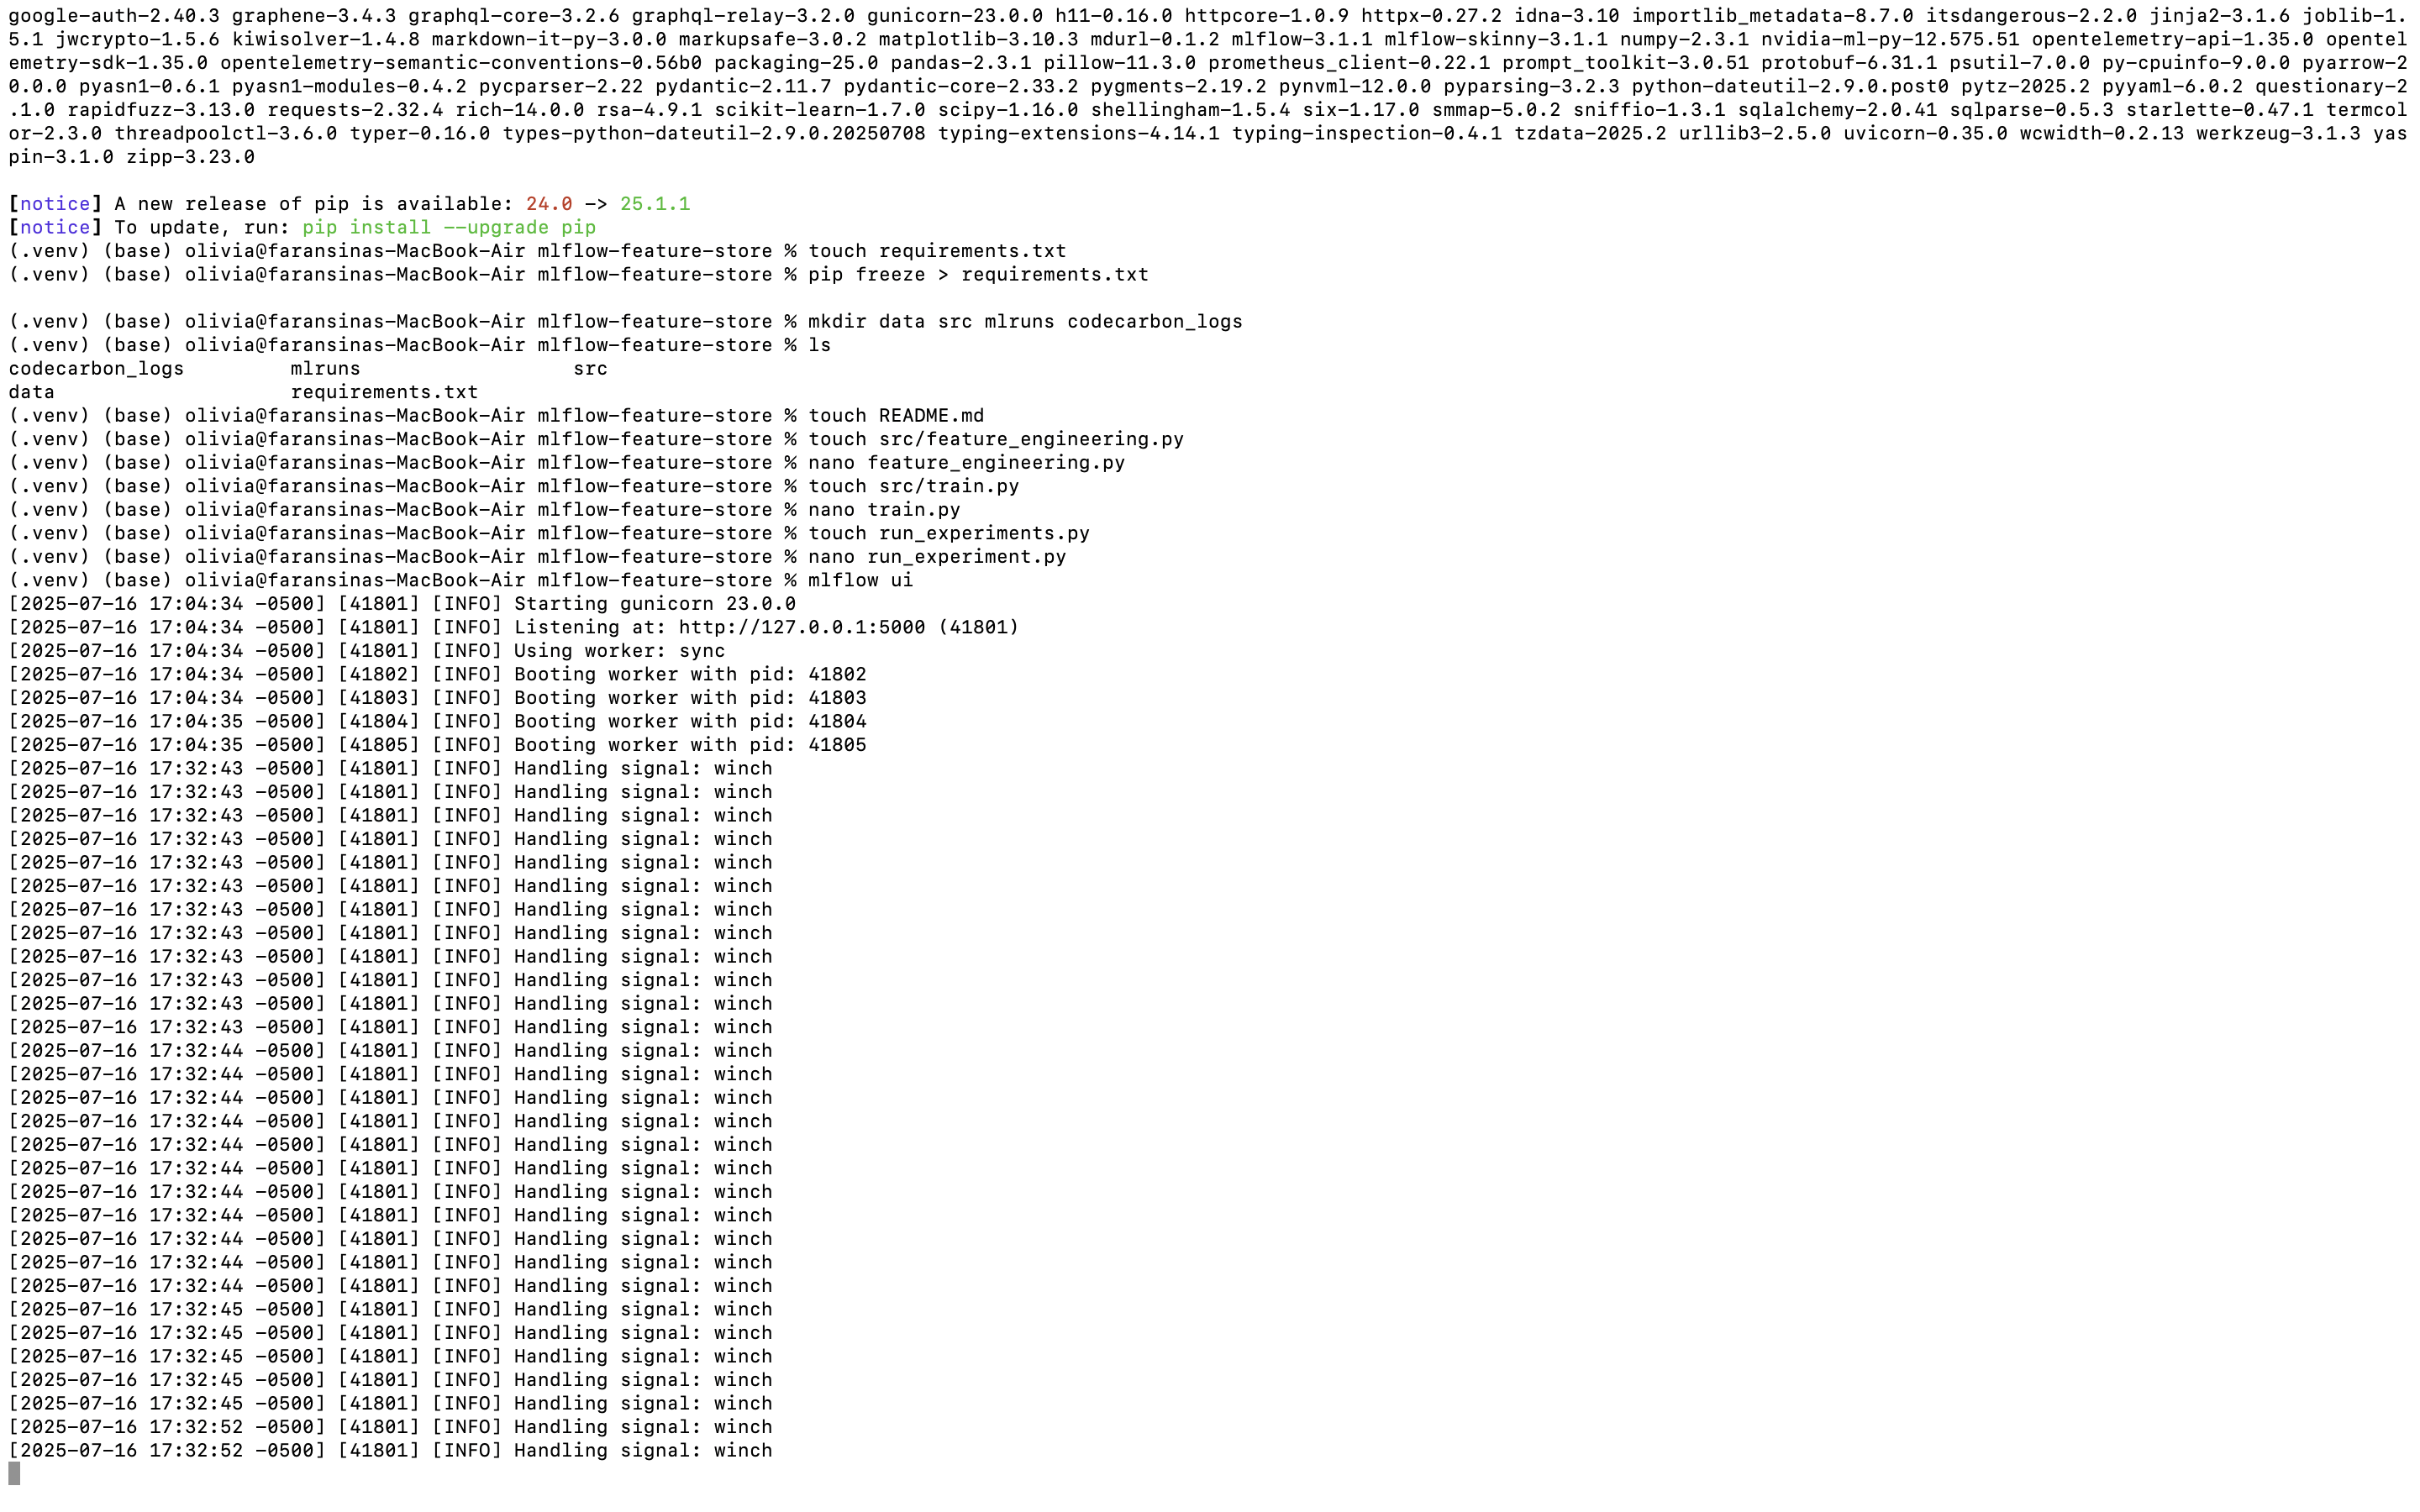 google-auth-2.40.3 graphene-3.4.3 graphql-core-3.2.6 graphql-relay-3.2.0 gunicorn-23.0.0 h11-0.16.0 httpcore-1.0.9 httpx-0.27.2 idna-3.10 importlib_metadata-8.7.0 itsdangerous-2.2.0 jinja2-3.1.6 joblib-1.
5.1 jwcrypto-1.5.6 kiwisolver-1.4.8 markdown-it-py-3.0.0 markupsafe-3.0.2 matplotlib-3.10.3 mdurl-0.1.2 mlflow-3.1.1 mlflow-skinny-3.1.1 numpy-2.3.1 nvidia-ml-py-12.575.51 opentelemetry-api-1.35.0 opentel
emetry-sdk-1.35.0 opentelemetry-semantic-conventions-0.56b0 packaging-25.0 pandas-2.3.1 pillow-11.3.0 prometheus_client-0.22.1 prompt_toolkit-3.0.51 protobuf-6.31.1 psutil-7.0.0 py-cpuinfo-9.0.0 pyarrow-2
0.0.0 pyasn1-0.6.1 pyasn1-modules-0.4.2 pycparser-2.22 pydantic-2.11.7 pydantic-core-2.33.2 pygments-2.19.2 pynvml-12.0.0 pyparsing-3.2.3 python-dateutil-2.9.0.post0 pytz-2025.2 pyyaml-6.0.2 questionary-2
.1.0 rapidfuzz-3.13.0 requests-2.32.4 rich-14.0.0 rsa-4.9.1 scikit-learn-1.7.0 scipy-1.16.0 shellingham-1.5.4 six-1.17.0 smmap-5.0.2 sniffio-1.3.1 sqlalchemy-2.0.41 sqlparse-0.5.3 starlette-0.47.1 termcol
or-2.3.0 threadpoolctl-3.6.0 typer-0.16.0 types-python-dateutil-2.9.0.20250708 typing-extensions-4.14.1 typing-inspection-0.4.1 tzdata-2025.2 urllib3-2.5.0 uvicorn-0.35.0 wcwidth-0.2.13 werkzeug-3.1.3 yas
pin-3.1.0 zipp-3.23.0
[notice] A new release of pip is available: 24.0 -> 25.1.1
[notice] To update, run: pip install --upgrade pip
(.venv) (base) olivia@faransinas-MacBook-Air mlflow-feature-store % touch requirements.txt
(.venv) (base) olivia@faransinas-MacBook-Air mlflow-feature-store % pip freeze > requirements.txt
(.venv) (base) olivia@faransinas-MacBook-Air mlflow-feature-store % mkdir data src mlruns codecarbon_logs
(.venv) (base) olivia@faransinas-MacBook-Air mlflow-feature-store % ls
codecarbon_logs mlruns src
data requirements.txt
(.venv) (base) olivia@faransinas-MacBook-Air mlflow-feature-store % touch README.md
(.venv) (base) olivia@faransinas-MacBook-Air mlflow-feature-store % touch src/feature_engineering.py
(.venv) (base) olivia@faransinas-MacBook-Air mlflow-feature-store % nano feature_engineering.py
(.venv) (base) olivia@faransinas-MacBook-Air mlflow-feature-store % touch src/train.py
(.venv) (base) olivia@faransinas-MacBook-Air mlflow-feature-store % nano train.py
(.venv) (base) olivia@faransinas-MacBook-Air mlflow-feature-store % touch run_experiments.py
(.venv) (base) olivia@faransinas-MacBook-Air mlflow-feature-store % nano run_experiment.py
(.venv) (base) olivia@faransinas-MacBook-Air mlflow-feature-store % mlflow ui
[2025-07-16 17:04:34 -0500] [41801] [INFO] Starting gunicorn 23.0.0
[2025-07-16 17:04:34 -0500] [41801] [INFO] Listening at: http://127.0.0.1:5000 (41801)
[2025-07-16 17:04:34 -0500] [41801] [INFO] Using worker: sync
[2025-07-16 17:04:34 -0500] [41802] [INFO] Booting worker with pid: 41802
[2025-07-16 17:04:34 -0500] [41803] [INFO] Booting worker with pid: 41803
[2025-07-16 17:04:35 -0500] [41804] [INFO] Booting worker with pid: 41804
[2025-07-16 17:04:35 -0500] [41805] [INFO] Booting worker with pid: 41805
[2025-07-16 17:32:43 -0500] [41801] [INFO] Handling signal: winch
[2025-07-16 17:32:43 -0500] [41801] [INFO] Handling signal: winch
[2025-07-16 17:32:43 -0500] [41801] [INFO] Handling signal: winch
[2025-07-16 17:32:43 -0500] [41801] [INFO] Handling signal: winch
[2025-07-16 17:32:43 -0500] [41801] [INFO] Handling signal: winch
[2025-07-16 17:32:43 -0500] [41801] [INFO] Handling signal: winch
[2025-07-16 17:32:43 -0500] [41801] [INFO] Handling signal: winch
[2025-07-16 17:32:43 -0500] [41801] [INFO] Handling signal: winch
[2025-07-16 17:32:43 -0500] [41801] [INFO] Handling signal: winch
[2025-07-16 17:32:43 -0500] [41801] [INFO] Handling signal: winch
[2025-07-16 17:32:43 -0500] [41801] [INFO] Handling signal: winch
[2025-07-16 17:32:43 -0500] [41801] [INFO] Handling signal: winch
[2025-07-16 17:32:44 -0500] [41801] [INFO] Handling signal: winch
[2025-07-16 17:32:44 -0500] [41801] [INFO] Handling signal: winch
[2025-07-16 17:32:44 -0500] [41801] [INFO] Handling signal: winch
[2025-07-16 17:32:44 -0500] [41801] [INFO] Handling signal: winch
[2025-07-16 17:32:44 -0500] [41801] [INFO] Handling signal: winch
[2025-07-16 17:32:44 -0500] [41801] [INFO] Handling signal: winch
[2025-07-16 17:32:44 -0500] [41801] [INFO] Handling signal: winch
[2025-07-16 17:32:44 -0500] [41801] [INFO] Handling signal: winch
[2025-07-16 17:32:44 -0500] [41801] [INFO] Handling signal: winch
[2025-07-16 17:32:44 -0500] [41801] [INFO] Handling signal: winch
[2025-07-16 17:32:44 -0500] [41801] [INFO] Handling signal: winch
[2025-07-16 17:32:45 -0500] [41801] [INFO] Handling signal: winch
[2025-07-16 17:32:45 -0500] [41801] [INFO] Handling signal: winch
[2025-07-16 17:32:45 -0500] [41801] [INFO] Handling signal: winch
[2025-07-16 17:32:45 -0500] [41801] [INFO] Handling signal: winch
[2025-07-16 17:32:45 -0500] [41801] [INFO] Handling signal: winch
[2025-07-16 17:32:52 -0500] [41801] [INFO] Handling signal: winch
[2025-07-16 17:32:52 -0500] [41801] [INFO] Handling signal: winch